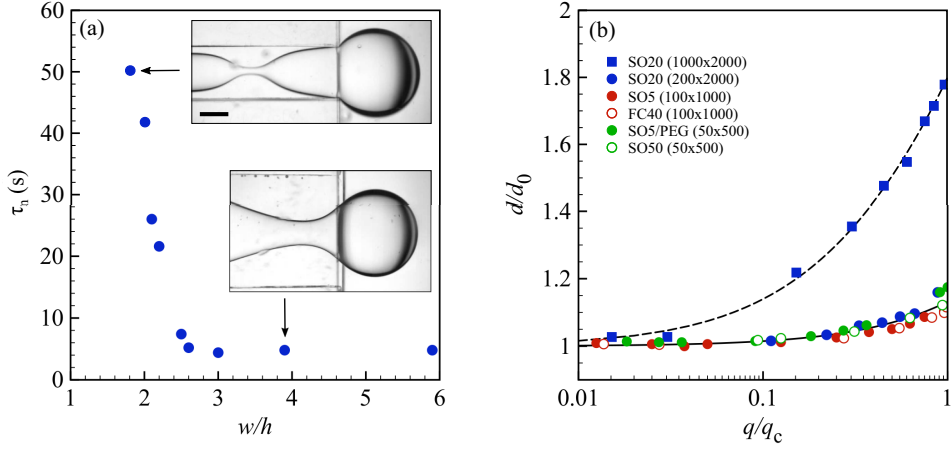 (a)
60
50
40
30
20
10
0
τn (s)
1
2
3
4
5
6
w/h
(b)
SO20 (1000x2000)
SO20 (200x2000)
SO5 (100x1000)
FC40 (100x1000)
SO5/PEG (50x500)
SO50 (50x500)
2
1.8
1.6
1.4
1.2
1
d/d0
0.01
0.1
1
q/qc